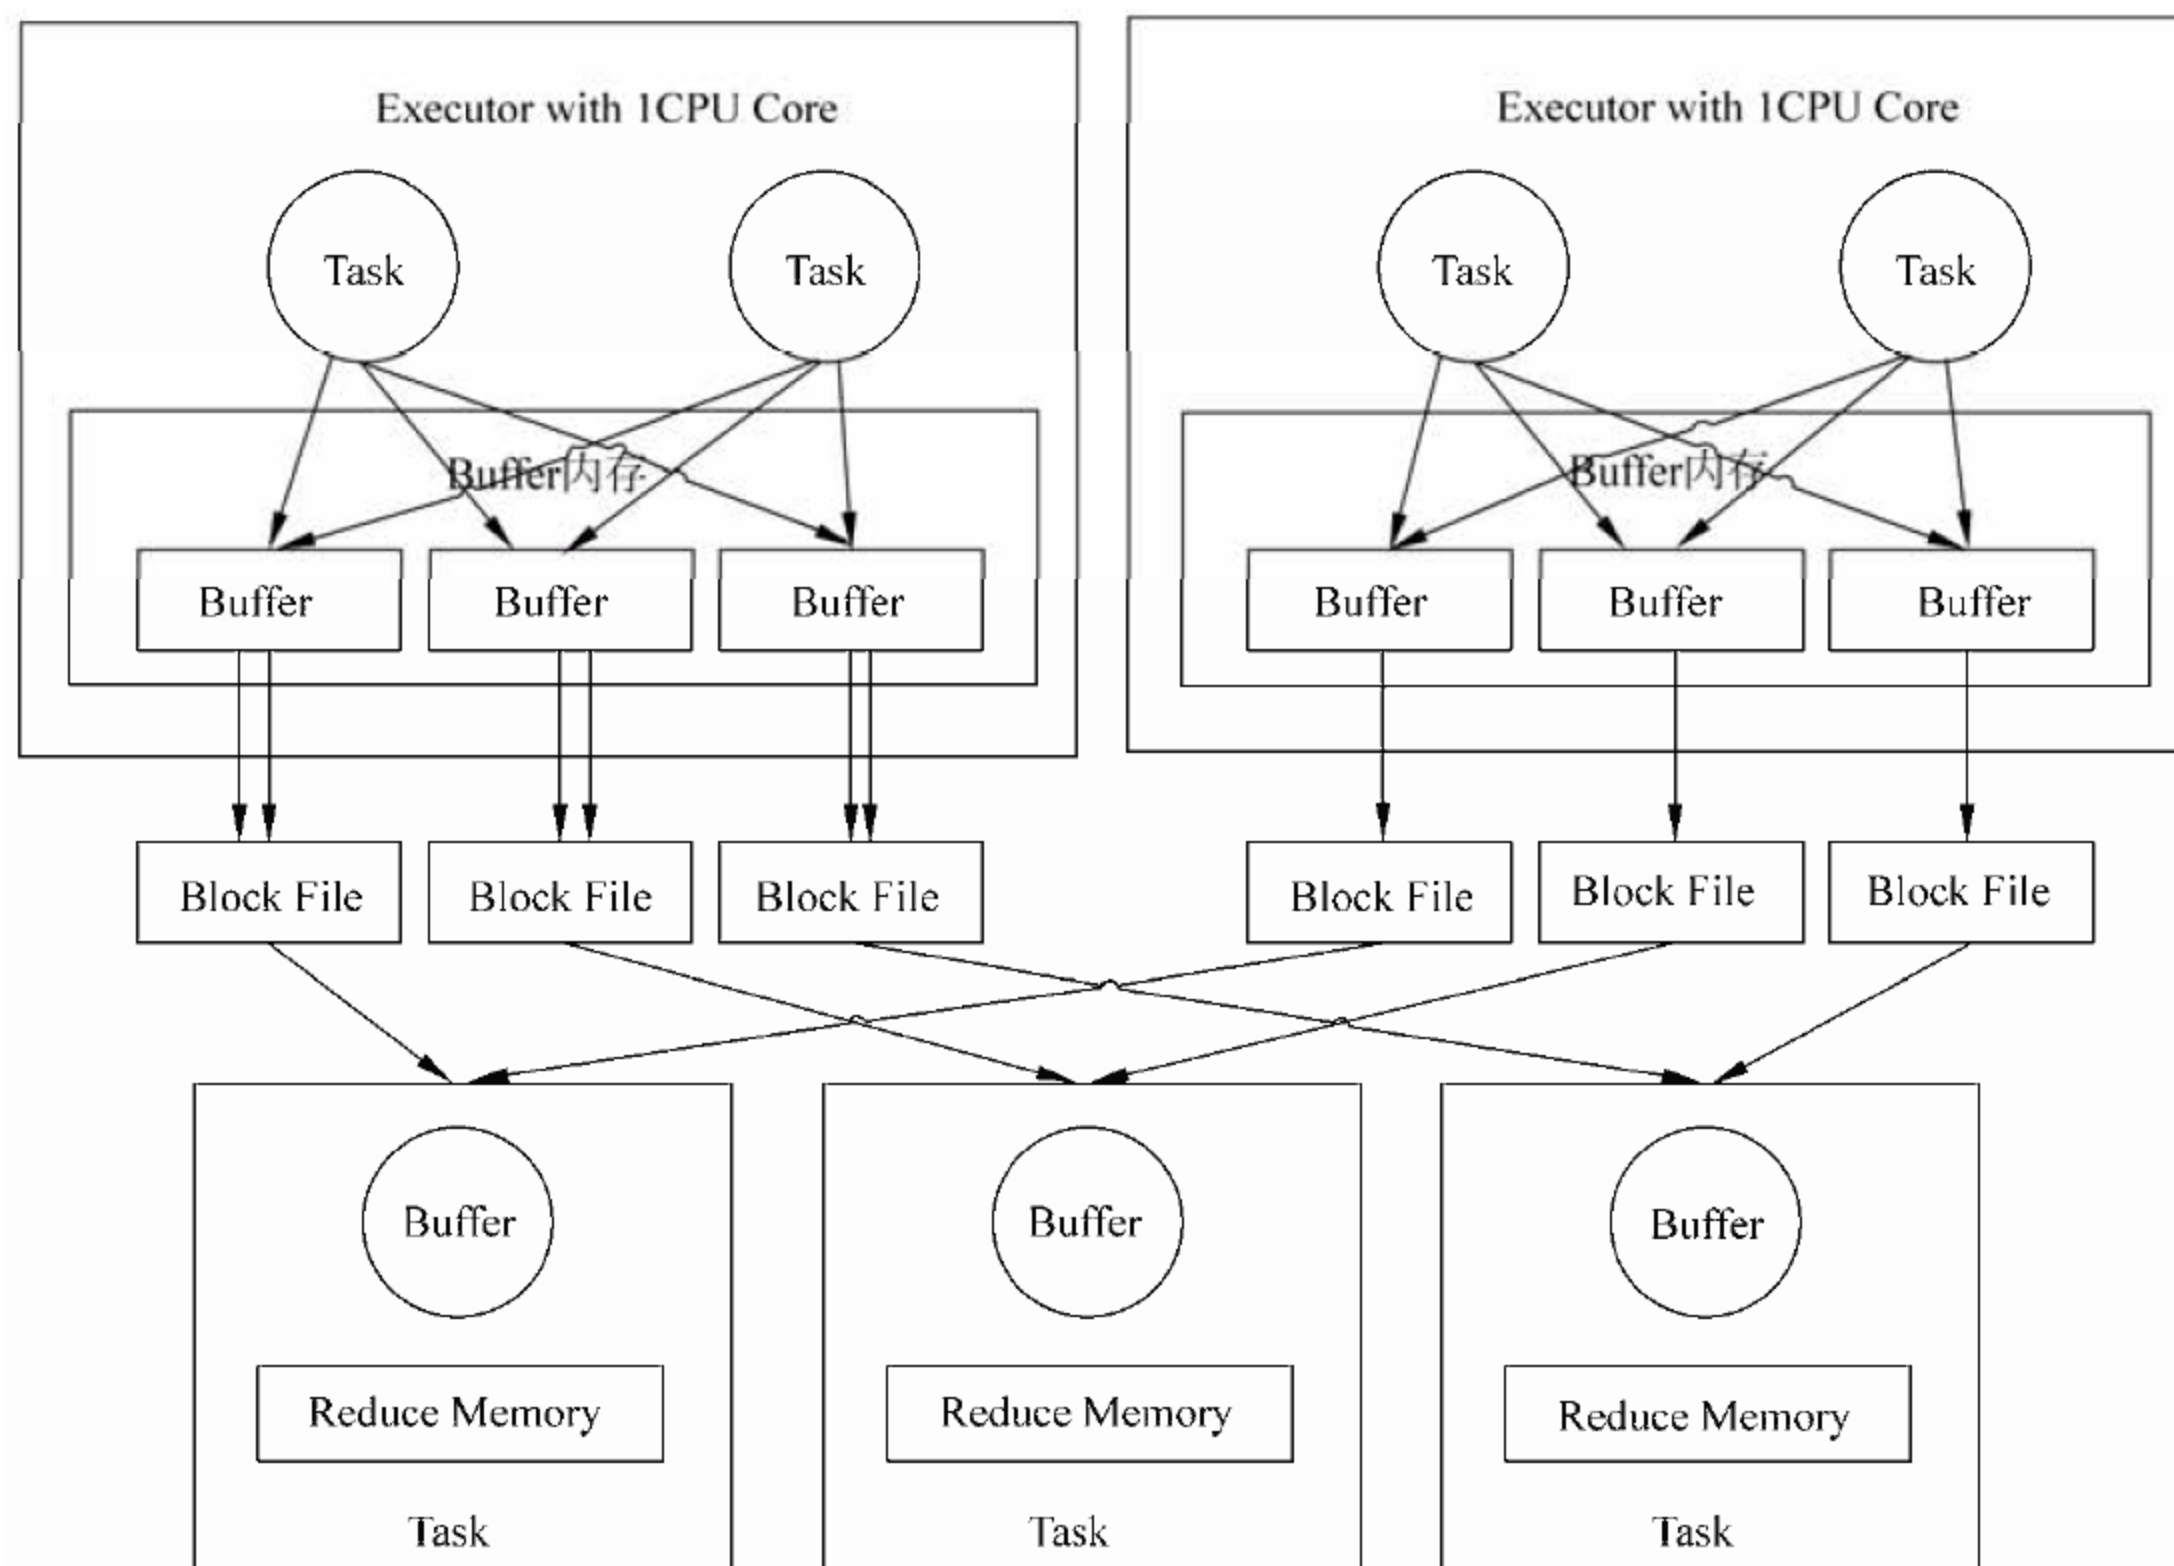 Executor with 1CPU Core
Executor with 1CPU Core
Task
Task
Task
Task
Buffer内存
Buffer内存
Buffer
Buffer
Buffer
Buffer
Buffer
Buffer
Block File
Block File
Block File
Block File
Block File
Block File
Buffer
Buffer
Buffer
Reduce Memory
Reduce Memory
Reduce Memory
Task
Task
Task